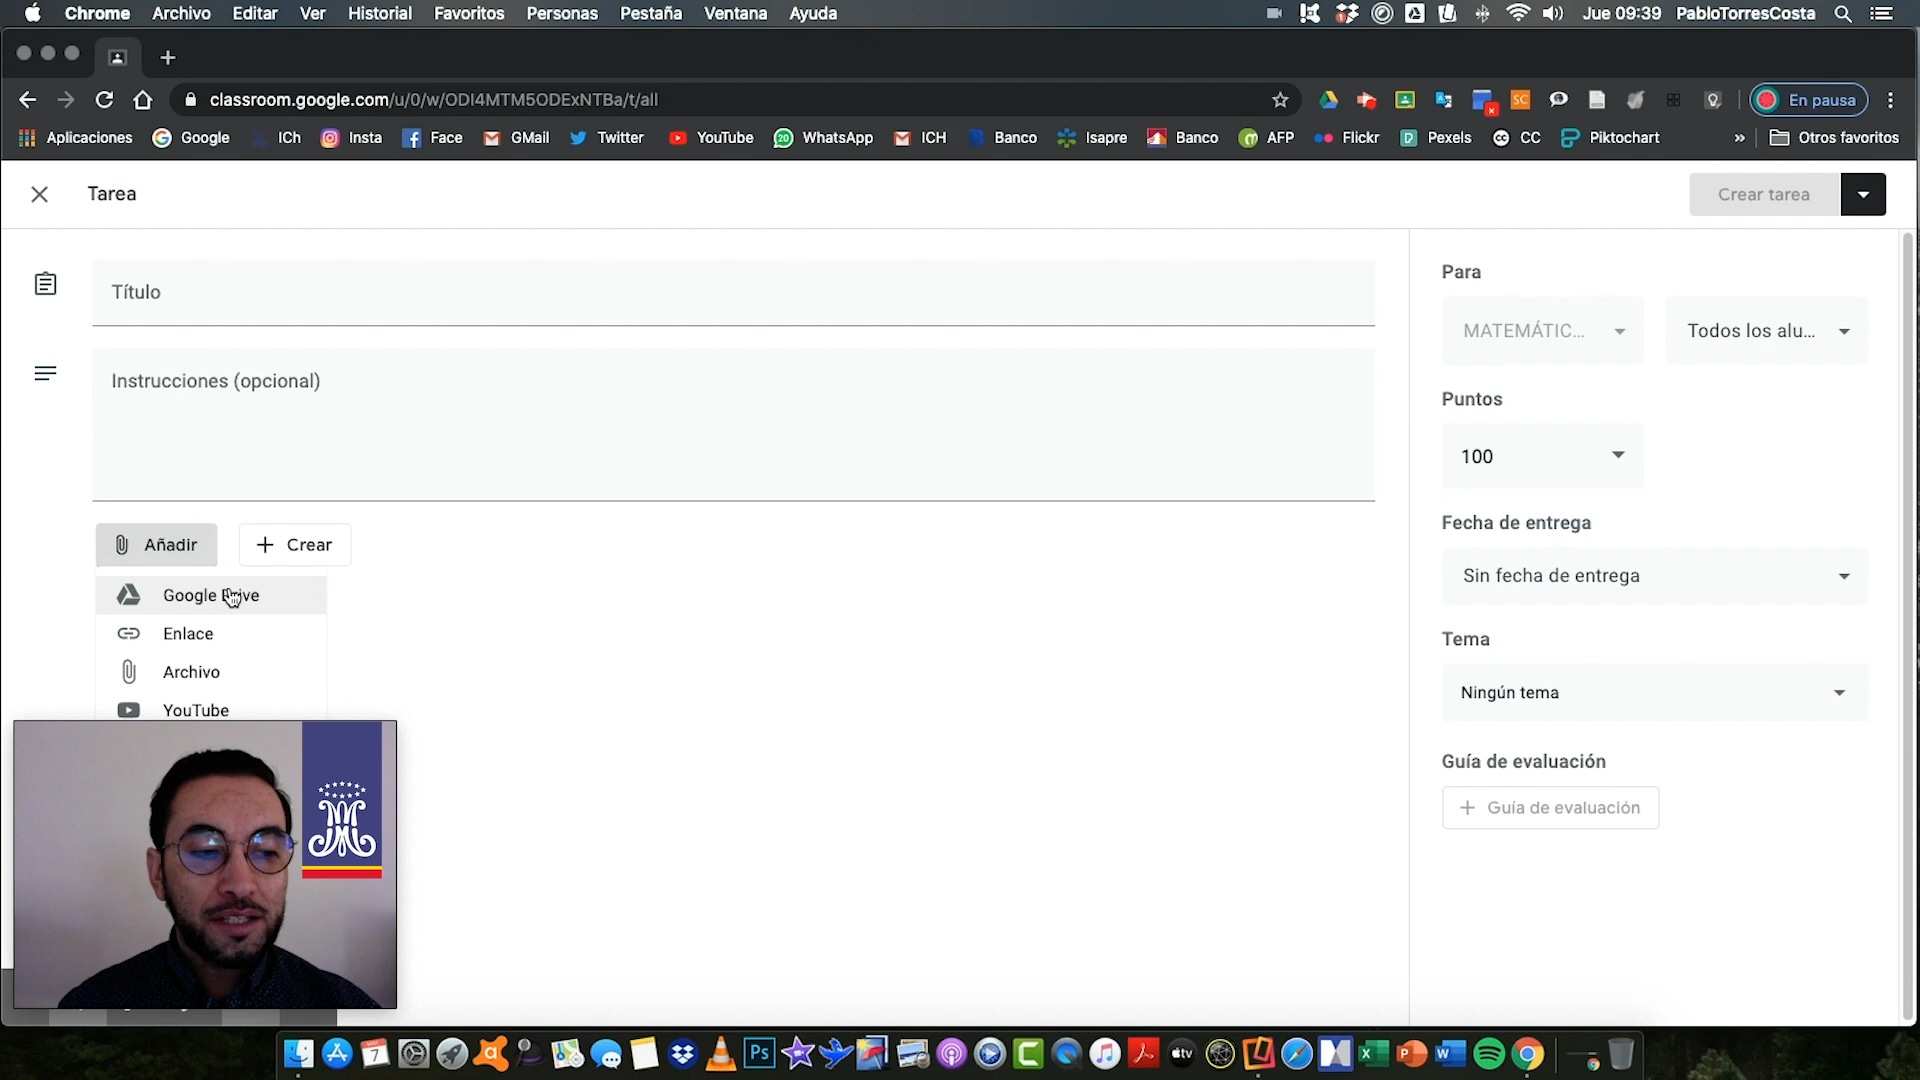 Chrome Archivo Editar Ver Historial Favoritos Personas Pestaña Ventana Ayuda Jue 09:39 PabloTorresCosta
classroom.google.com/u/0/w/ODI4MTM5ODExNTBa/t/all En pausa
Aplicaciones Google ICh Insta Face GMail Twitter YouTube WhatsApp ICH Banco Isapre Banco AFP Flickr Pexels CC Piktochart » Otros favoritos
Tarea Crear tarea
Título
Instrucciones (opcional)
Añadir Crear
Google Drive
Enlace
Archivo
YouTube
Para
MATEMÁTIC... Todos los alu...
Puntos
100
Fecha de entrega
Sin fecha de entrega
Tema
Ningún tema
Guía de evaluación
Guía de evaluación